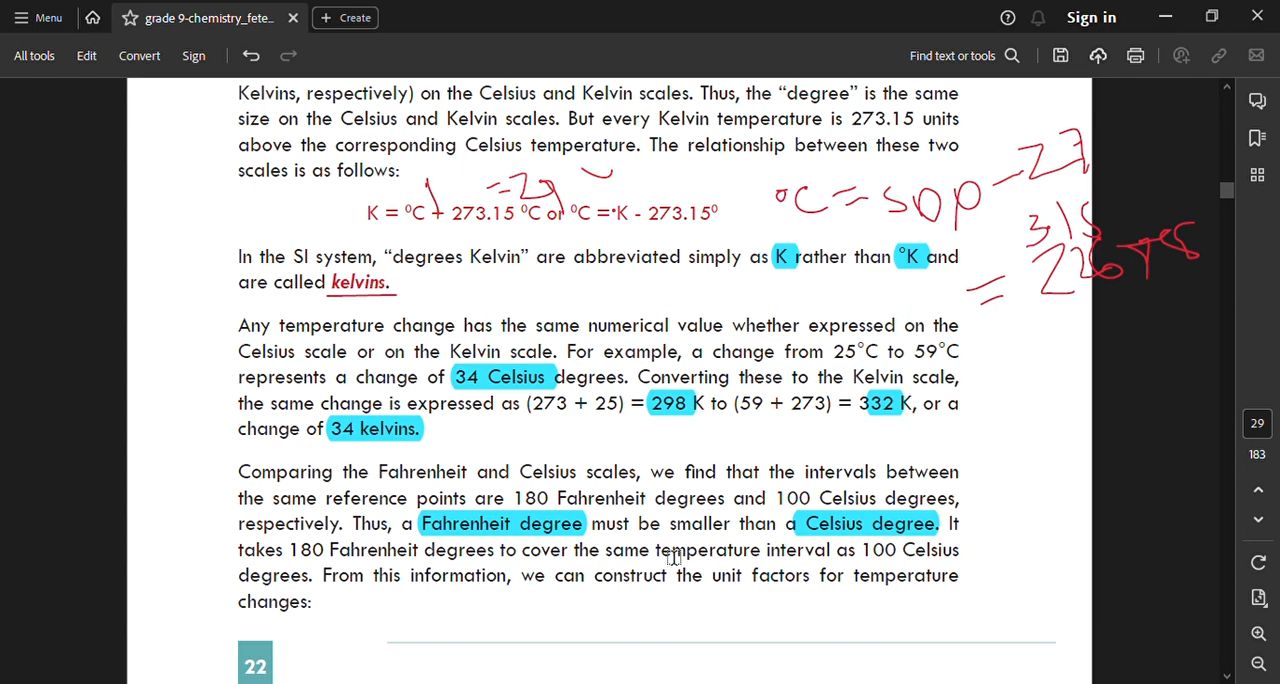 Menu
grade 9-chemistry_fete...
Create
Sign in
All tools
Edit
Convert
Sign
Find text or tools
Kelvins, respectively) on the Celsius and Kelvin scales. Thus, the “degree” is the same
size on the Celsius and Kelvin scales. But every Kelvin temperature is 273.15 units
above the corresponding Celsius temperature. The relationship between these two
scales is as follows:
K = ⁰C + 273.15 ⁰C or ⁰C = K - 273.15⁰
°C = 500 - 27
3.15
=
In the SI system, “degrees Kelvin” are abbreviated simply as K rather than °K and
are called kelvins.
Any temperature change has the same numerical value whether expressed on the
Celsius scale or on the Kelvin scale. For example, a change from 25°C to 59°C
represents a change of 34 Celsius degrees. Converting these to the Kelvin scale,
the same change is expressed as (273 + 25) = 298 K to (59 + 273) = 332 K, or a
change of 34 kelvins.
Comparing the Fahrenheit and Celsius scales, we find that the intervals between
the same reference points are 180 Fahrenheit degrees and 100 Celsius degrees,
respectively. Thus, a Fahrenheit degree must be smaller than a Celsius degree. It
takes 180 Fahrenheit degrees to cover the same temperature interval as 100 Celsius
degrees. From this information, we can construct the unit factors for temperature
changes:
22
29
183